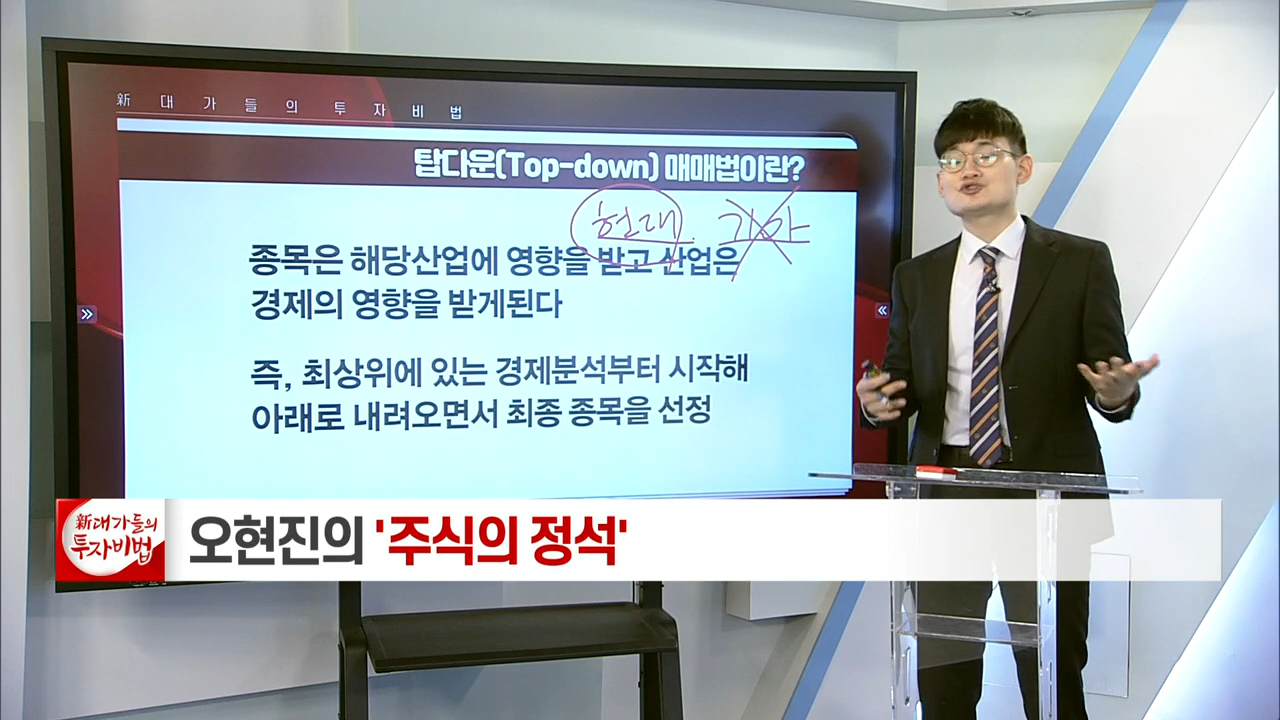 新 대 가 들 의 투 자 비 법
탑다운(Top-down) 매매법이란?
현대 기아
종목은 해당산업에 영향을 받고 산업은
경제의 영향을 받게된다
즉, 최상위에 있는 경제분석부터 시작해
아래로 내려오면서 최종 종목을 선정
新대가들의
투자비법
오현진의 '주식의 정석'